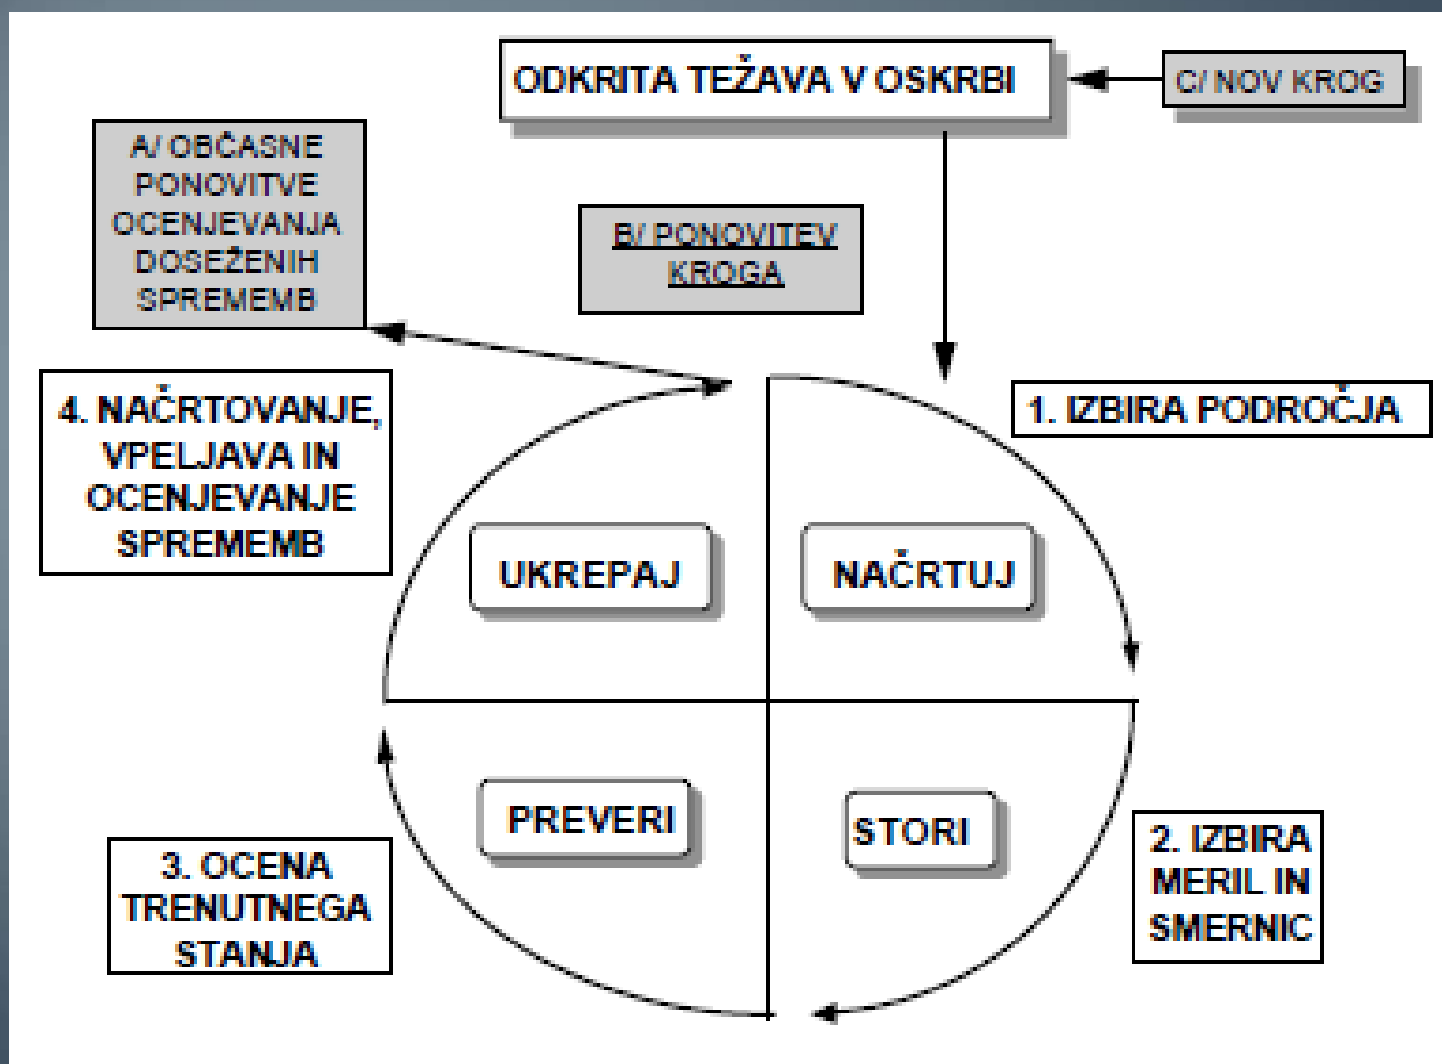 ODKRITA TEŽAVA V OSKRBI
C/ NOV KROG
A/ OBČASNE
PONOVITVE
OCENJEVANJA
DOSEŽENIH
SPREMEMB
B/ PONOVITEV
KROGA
4. NAČRTOVANJE,
VPELJAVA IN
OCENJEVANJE
SPREMEMB
1. IZBIRA PODROČJA
UKREPAJ
NAČRTUJ
PREVERI
STORI
3. OCENA
TRENUTNEGA
STANJA
2. IZBIRA
MERIL IN
SMERNIC